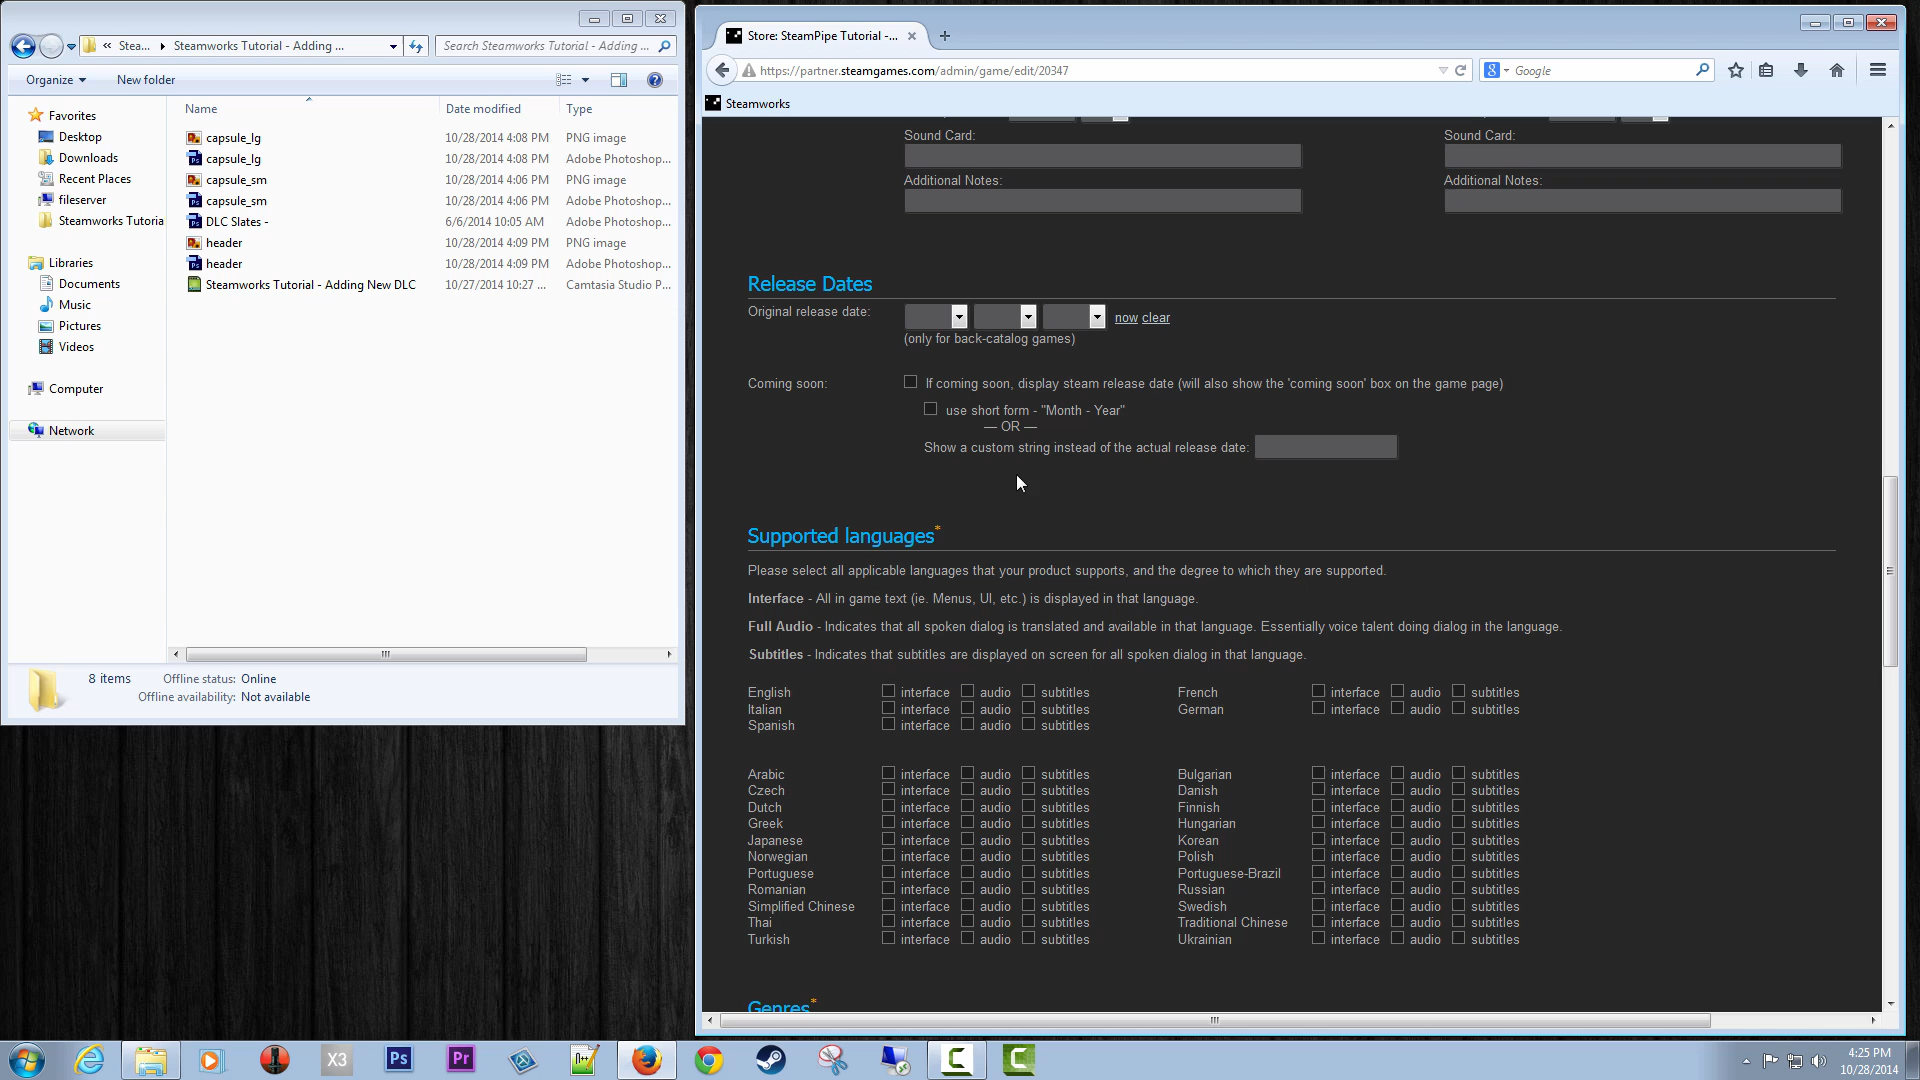 Stea...
Steamworks Tutorial - Adding ...
Search Steamworks Tutorial - Adding ...
Organize
New folder
Name
Date modified
Type
Favorites
Desktop
Downloads
Recent Places
fileserver
Steamworks Tutoria
Libraries
Documents
Music
Pictures
Videos
Computer
Network
capsule_lg 10/28/2014 4:08 PM PNG image
capsule_lg 10/28/2014 4:08 PM Adobe Photoshop...
capsule_sm 10/28/2014 4:06 PM PNG image
capsule_sm 10/28/2014 4:06 PM Adobe Photoshop...
DLC Slates - 6/6/2014 10:05 AM Adobe Photoshop...
header 10/28/2014 4:09 PM PNG image
header 10/28/2014 4:09 PM Adobe Photoshop...
Steamworks Tutorial - Adding New DLC 10/27/2014 10:27 ... Camtasia Studio P...
8 items Offline status: Online
Offline availability: Not available
Store: SteamPipe Tutorial -...
https://partner.steamgames.com/admin/game/edit/20347
Google
Steamworks
Sound Card: Sound Card:
Additional Notes: Additional Notes:
Release Dates
Original release date: now clear
(only for back-catalog games)
Coming soon: If coming soon, display steam release date (will also show the 'coming soon' box on the game page)
use short form - "Month - Year"
— OR —
Show a custom string instead of the actual release date:
Supported languages*
Please select all applicable languages that your product supports, and the degree to which they are supported.
Interface - All in game text (ie. Menus, UI, etc.) is displayed in that language.
Full Audio - Indicates that all spoken dialog is translated and available in that language. Essentially voice talent doing dialog in the language.
Subtitles - Indicates that subtitles are displayed on screen for all spoken dialog in that language.
English interface audio subtitles French interface audio subtitles
Italian interface audio subtitles German interface audio subtitles
Spanish interface audio subtitles
Arabic interface audio subtitles Bulgarian interface audio subtitles
Czech interface audio subtitles Danish interface audio subtitles
Dutch interface audio subtitles Finnish interface audio subtitles
Greek interface audio subtitles Hungarian interface audio subtitles
Japanese interface audio subtitles Korean interface audio subtitles
Norwegian interface audio subtitles Polish interface audio subtitles
Portuguese interface audio subtitles Portuguese-Brazil interface audio subtitles
Romanian interface audio subtitles Russian interface audio subtitles
Simplified Chinese interface audio subtitles Swedish interface audio subtitles
Thai interface audio subtitles Traditional Chinese interface audio subtitles
Turkish interface audio subtitles Ukrainian interface audio subtitles
Genres*
X3
Ps
Pr
4:25 PM
10/28/2014